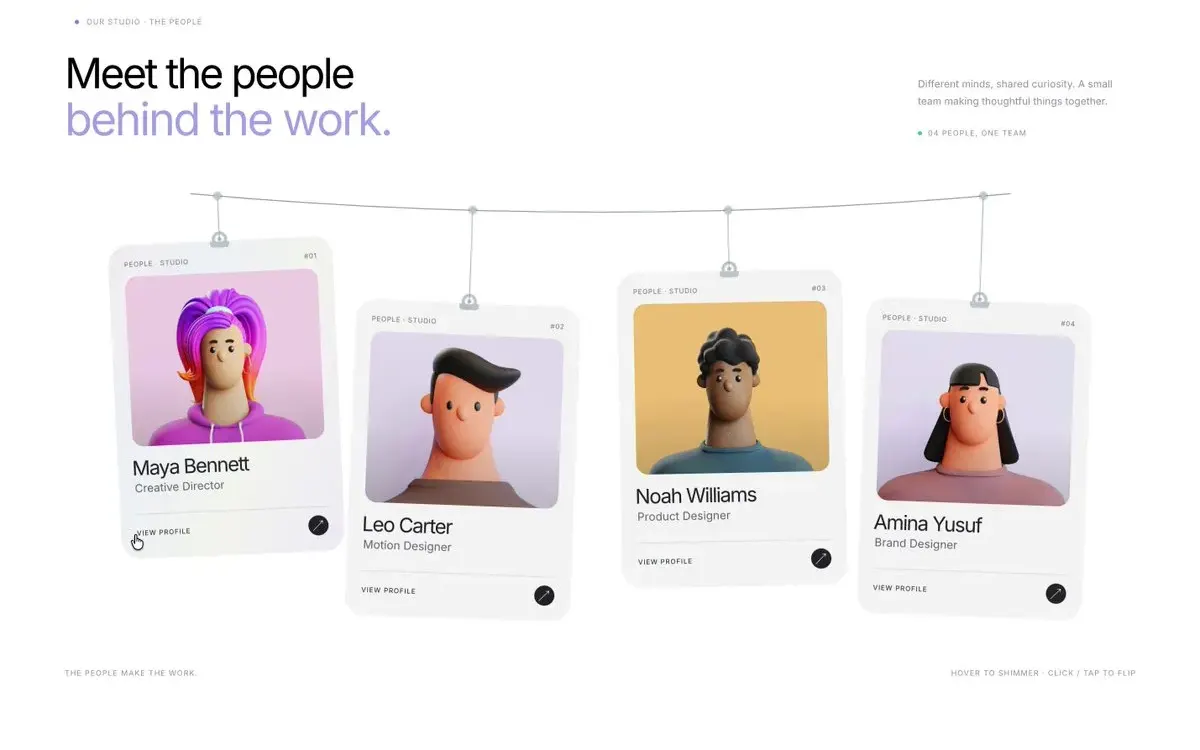 OUR STUDIO · THE PEOPLE
Meet the people
behind the work.
Different minds, shared curiosity. A small
team making thoughtful things together.
04 PEOPLE, ONE TEAM
PEOPLE · STUDIO
#01
Maya Bennett
Creative Director
VIEW PROFILE
PEOPLE · STUDIO
#02
Leo Carter
Motion Designer
VIEW PROFILE
PEOPLE · STUDIO
#03
Noah Williams
Product Designer
VIEW PROFILE
PEOPLE · STUDIO
#04
Amina Yusuf
Brand Designer
VIEW PROFILE
THE PEOPLE MAKE THE WORK.
HOVER TO SHIMMER · CLICK / TAP TO FLIP